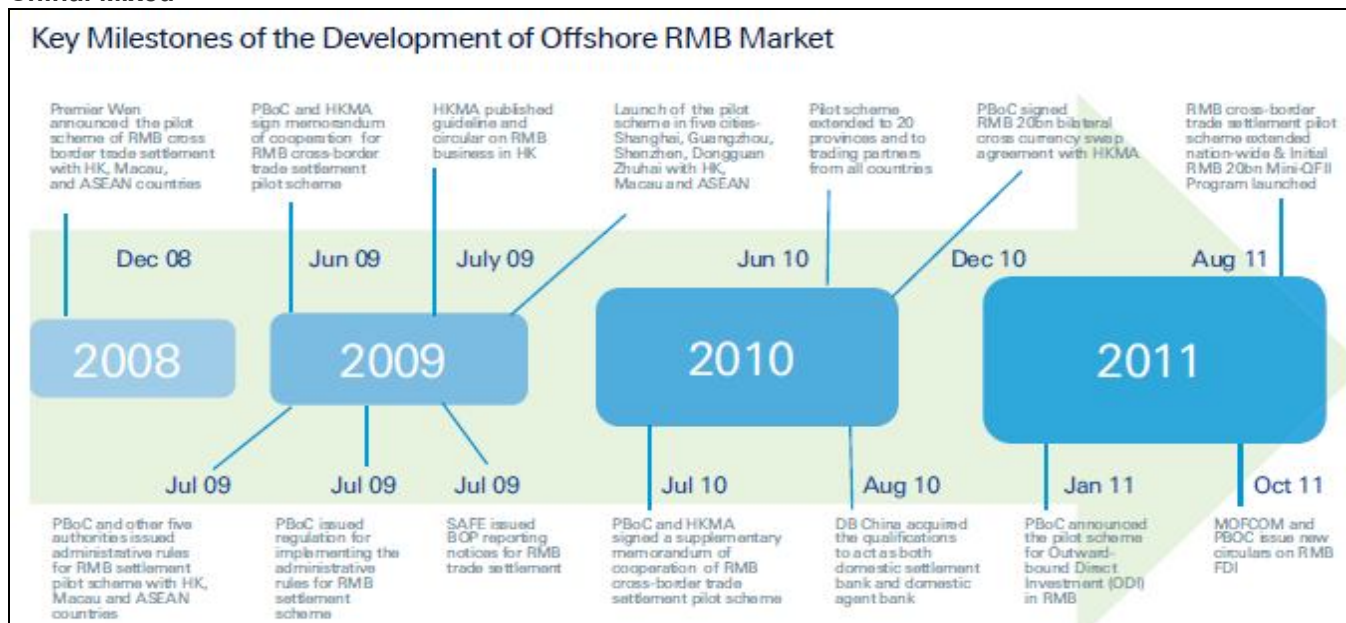 Key Milestones of the Development of Offshore RMB Market
Premier Wen
announced the pilot
scheme of RMB cross
border trade settlement
with HK, Macau,
and ASEAN countries
PBoC and HKMA
sign memorandum
of cooperation for
RMB cross-border
trade settlement
pilot scheme
HKMA published
guideline and
circular on RMB
business in HK
Launch of the pilot
scheme in five cities-
Shanghai, Guangzhou,
Shenzhen, Dongguan
Zhuhai with HK,
Macau and ASEAN
Pilot scheme
extended to 20
provinces and to
trading partners
from all countries
PBoC signed
RMB 20bn bilateral
cross currency swap
agreement with HKMA
RMB cross-border
trade settlement pilot
scheme extended
nation-wide & Initial
RMB 20bn Mini-QFII
Program launched
Dec 08
Jun 09
July 09
Jun 10
Dec 10
Aug 11
2008
2009
2010
2011
Jul 09
Jul 09
Jul 09
Jul 10
Aug 10
Jan 11
Oct 11
PBoC and other five
authorities issued
administrative rules
for RMB settlement
pilot scheme with HK,
Macau and ASEAN
countries
PBoC issued
regulation for
implementing the
administrative
rules for RMB
settlement
scheme
SAFE issued
BOP reporting
notices for RMB
trade settlement
PBoC and HKMA
signed a supplementary
memorandum of
cooperation of RMB
cross-border trade
settlement pilot scheme
DB China acquired
the qualifications
to act as both
domestic settlement
bank and domestic
agent bank
PBoC announced
the pilot scheme
for Outward-
bound Direct
Investment (ODI)
in RMB
MOFCOM and
PBOC issue new
circulars on RMB
FDI